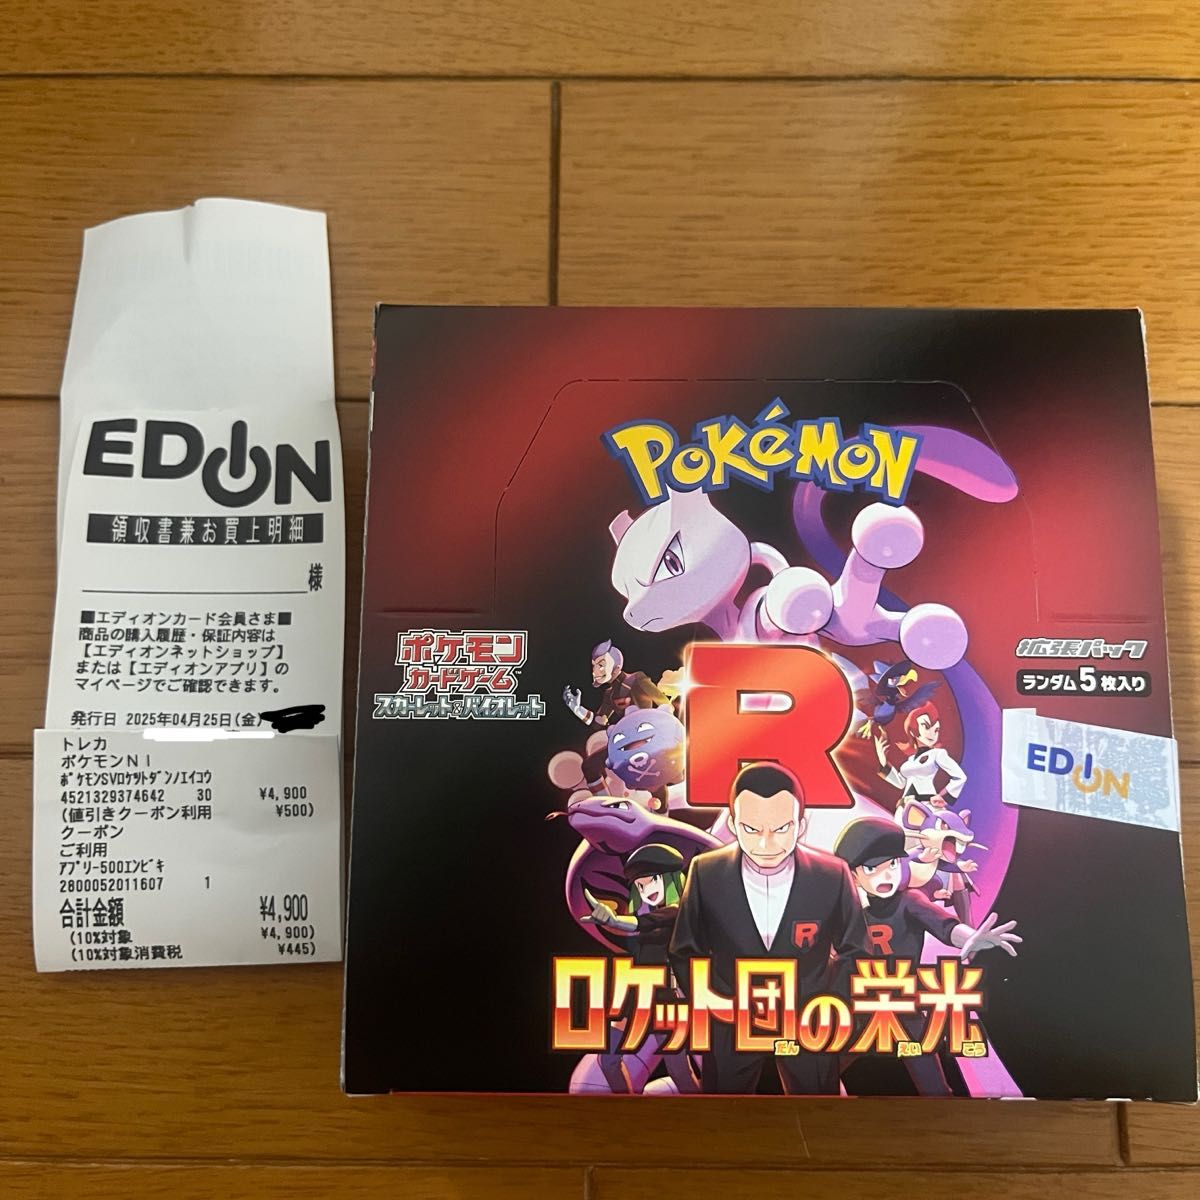 EDION
領収書兼お買上明細
様
■エディオンカード会員さま■
商品の購入履歴・保証内容は
【エディオンネットショップ】
または【エディオンアプリ】の
マイページでご確認できます。
発行日 2025年04月25日(金)
トレカ
ポケモンNI
ポケモンSVロケットダンノエイコウ
4521329374642 30 ¥4,900
(値引きクーポン利用 ¥500)
クーポン
ご利用
アプリー500エンビキ
2800052011607 1
合計金額 ¥4,900
(10%対象 ¥4,900)
(10%対象消費税 ¥445)
POKéMON
ポケモン
カードゲーム
スカーレット&バイオレット
拡張パック
ランダム5枚入り
R
EDION
R
R
ロケット団の栄光
だん えい こう